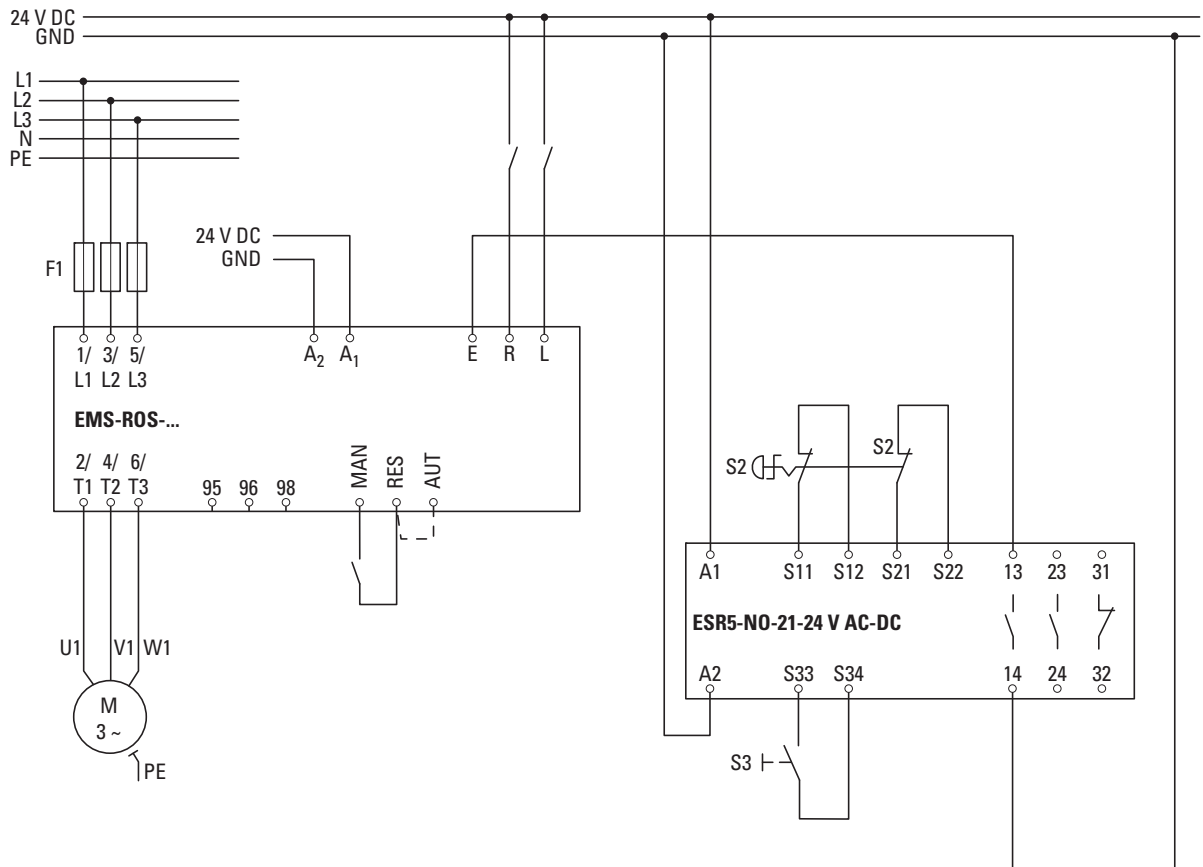 24 V DC
GND
L1
L2
L3
N
PE
24 V DC
GND
F1
1/ 3/ 5/ A2 A1 E R L
L1 L2 L3
EMS-ROS-...
2/ 4/ 6/
T1 T2 T3 95 96 98 MAN RES AUT
S2 S2
A1 S11 S12 S21 S22 13 23 31
ESR5-NO-21-24 V AC-DC
A2 S33 S34 14 24 32
U1 V1 W1
M
3 ~
PE
S3